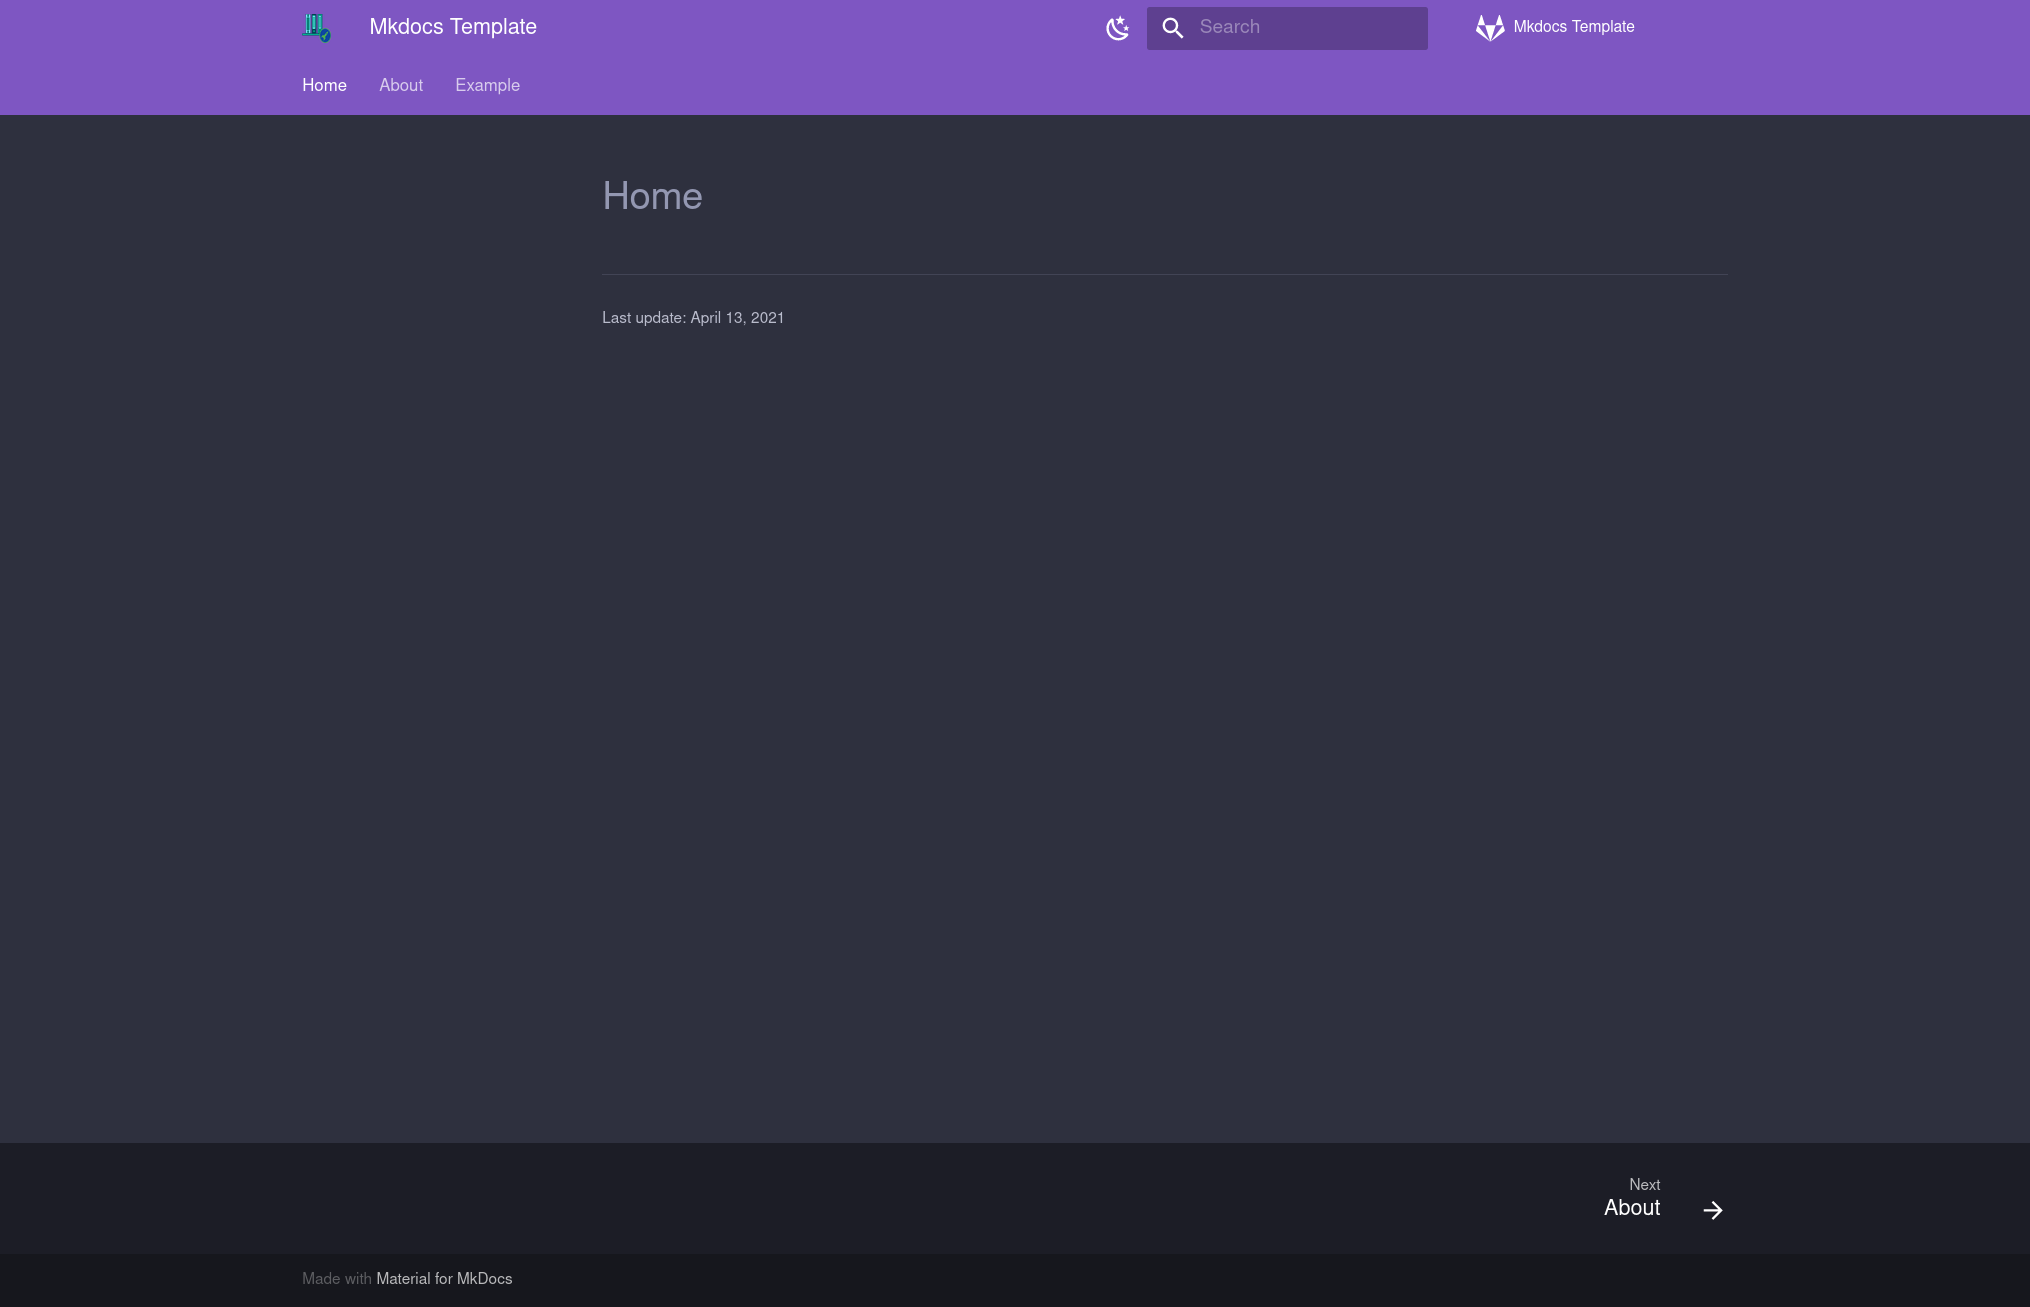 Mkdocs Template
Search
Mkdocs Template
Home About Example
Home
Last update: April 13, 2021
Next
About
Made with Material for MkDocs